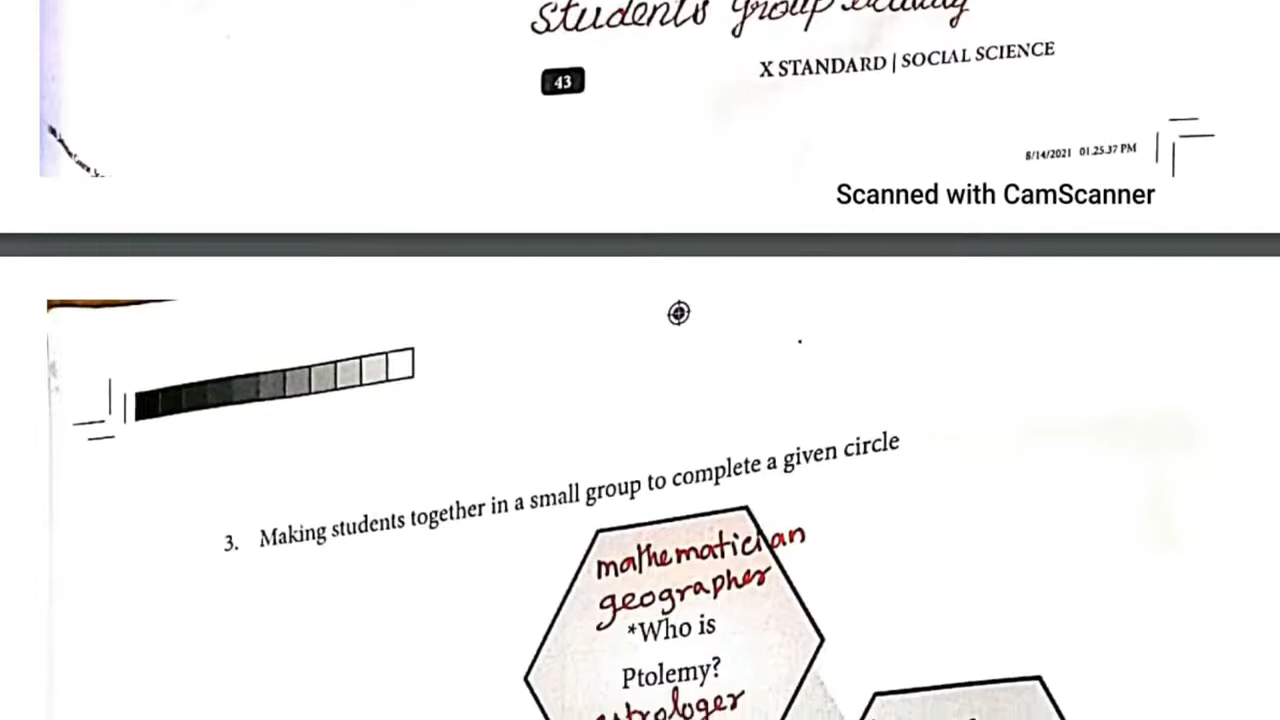 students group activity
43
X STANDARD | SOCIAL SCIENCE
8/14/2021 01.25.37 PM
Scanned with CamScanner
3. Making students together in a small group to complete a given circle
mathematician
geographer
*Who is
Ptolemy?
astrologer